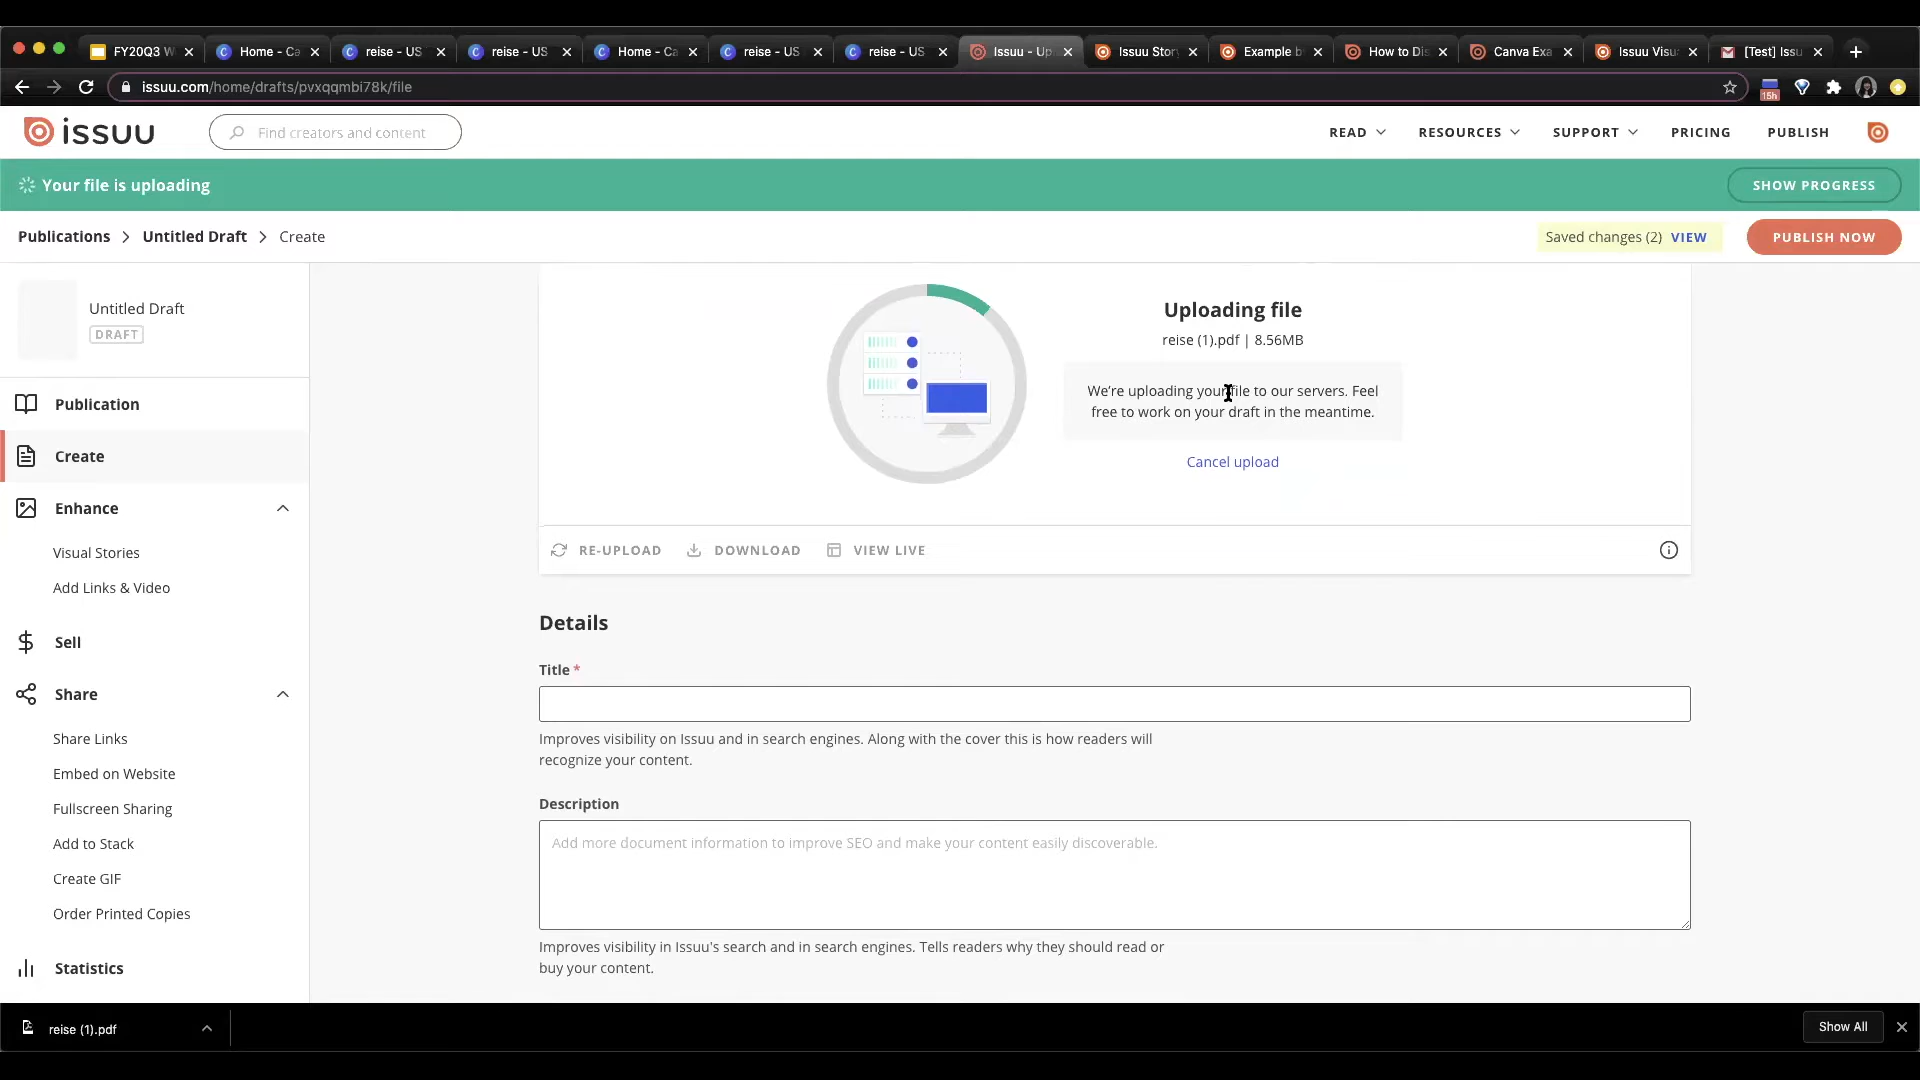 FY20Q3 W
Home - Ca
reise - US
reise - US
Home - Ca
reise - US
reise - US
Issuu - Up
Issuu Stor
Example b
How to Dis
Canva Exa
Issuu Visu
[Test] Issu
issuu.com/home/drafts/pvxqqmbi78k/file
15h
issuu
Find creators and content
READ
RESOURCES
SUPPORT
PRICING
PUBLISH
Your file is uploading
SHOW PROGRESS
Publications > Untitled Draft > Create
Saved changes (2) VIEW
PUBLISH NOW
Untitled Draft
DRAFT
Publication
Create
Enhance
Visual Stories
Add Links & Video
Sell
Share
Share Links
Embed on Website
Fullscreen Sharing
Add to Stack
Create GIF
Order Printed Copies
Statistics
Uploading file
reise (1).pdf | 8.56MB
We're uploading your file to our servers. Feel
free to work on your draft in the meantime.
Cancel upload
RE-UPLOAD
DOWNLOAD
VIEW LIVE
Details
Title *
Improves visibility on Issuu and in search engines. Along with the cover this is how readers will
recognize your content.
Description
Add more document information to improve SEO and make your content easily discoverable.
Improves visibility in Issuu's search and in search engines. Tells readers why they should read or
buy your content.
reise (1).pdf
Show All